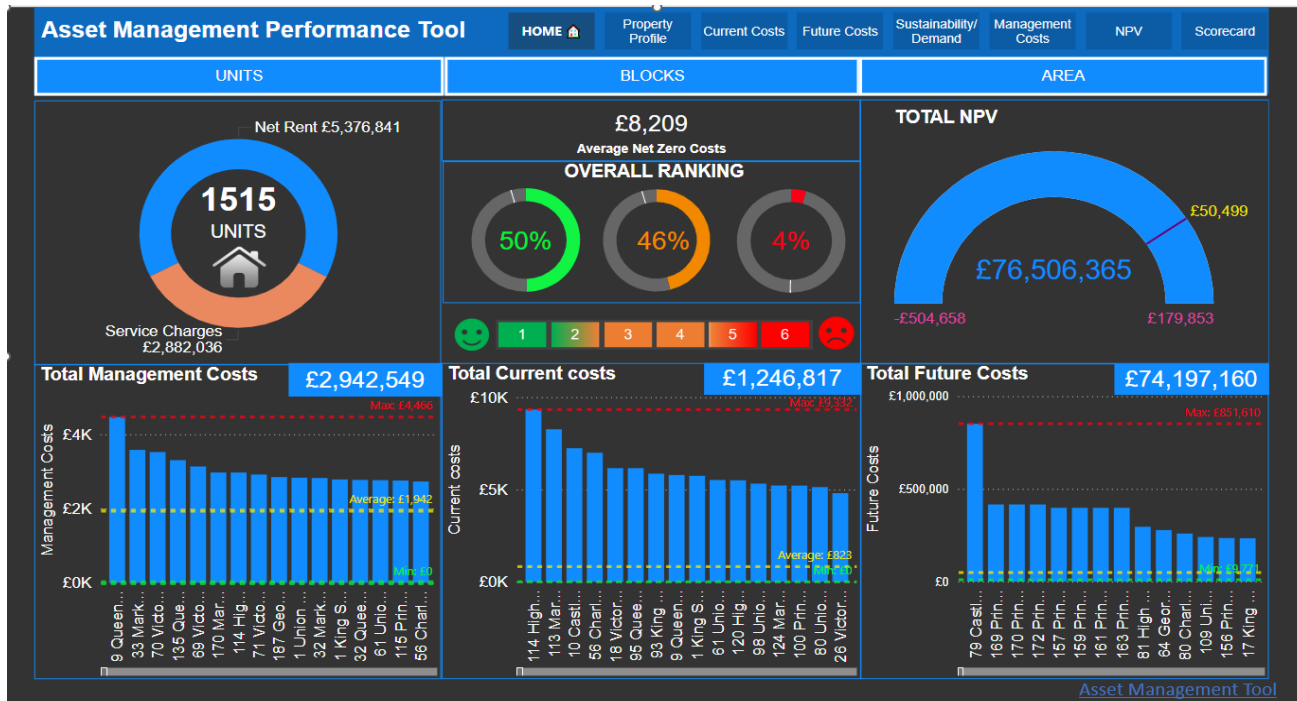 Asset Management Performance Tool
HOME
Property
Profile
Current Costs
Future Costs
Sustainability/
Demand
Management
Costs
NPV
Scorecard
UNITS
BLOCKS
AREA
Net Rent £5,376,841
1515
UNITS
Service Charges
£2,882,036
£8,209
Average Net Zero Costs
OVERALL RANKING
50%
46%
4%
1
2
3
4
5
6
TOTAL NPV
£50,499
£76,506,365
-£504,658
£179,853
Total Management Costs
£2,942,549
Max: £4,466
Management Costs
£4K
£2K
£0K
Average: £1,942
Min: £0
9 Queen...
33 Mark...
70 Victo...
135 Que...
69 Victo...
170 Mar...
114 Hig...
71 Victo...
187 Geo...
1 Union ...
32 Mark...
1 King S...
32 Quee...
61 Unio...
115 Prin...
56 Charl...
Total Current costs
£1,246,817
£10K
Max: £9,332
Current costs
£5K
£0K
Average: £823
Min: £0
114 High...
113 Mar...
10 Castl...
56 Charl...
18 Victor...
95 Quee...
93 King ...
9 Queen...
1 King S...
61 Unio...
120 Hig...
98 Unio...
124 Mar...
100 Prin...
80 Unio...
26 Victor...
Total Future Costs
£74,197,160
£1,000,000
Max: £851,610
Future Costs
£500,000
£0
Min: £9,771
79 Castl...
169 Prin...
170 Prin...
172 Prin...
157 Prin...
159 Prin...
161 Prin...
163 Prin...
81 High ...
64 Geor...
80 Charl...
109 Uni...
156 Prin...
17 King ...
Asset Management Tool